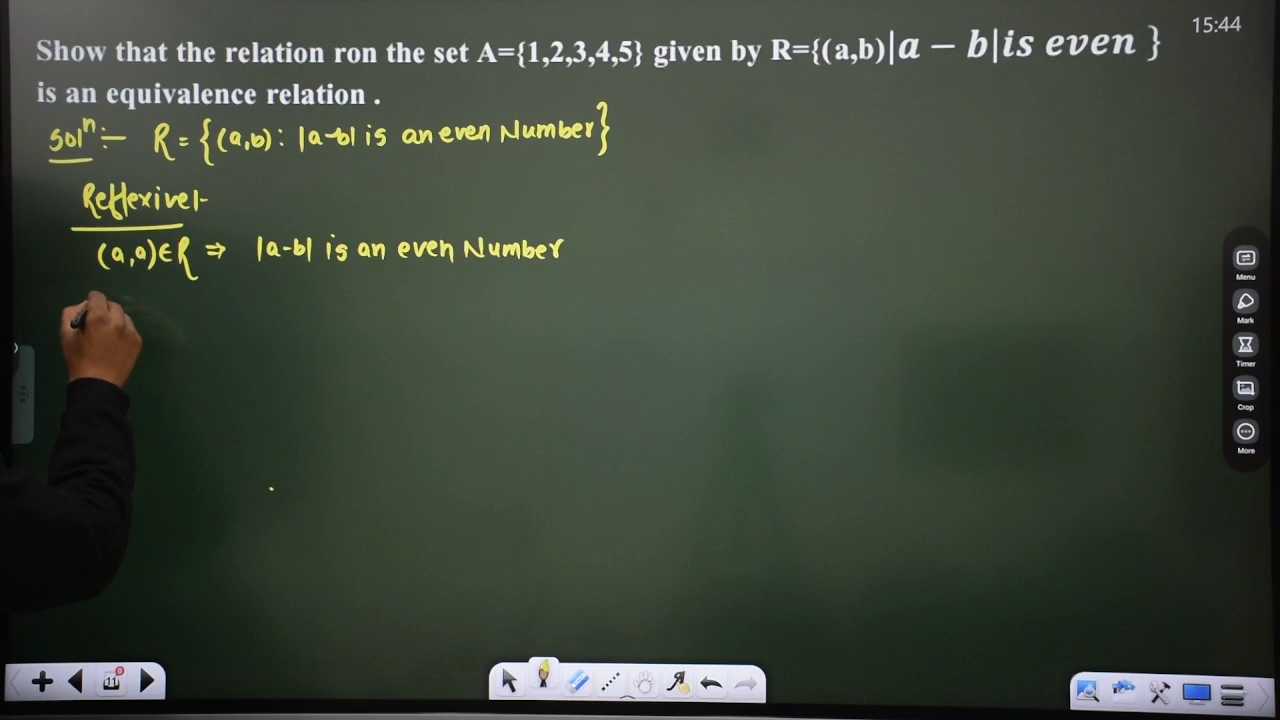 15:44
Show that the relation ron the set A={1,2,3,4,5} given by R={(a,b)|a − b|is even }
is an equivalence relation .
Solⁿ :- R = {(a,b) : |a-b| is an even Number}
Reflexive:-
(a,a)∈R ⇒ |a-b| is an even Number
Menu
Mark
Timer
Crop
More
11